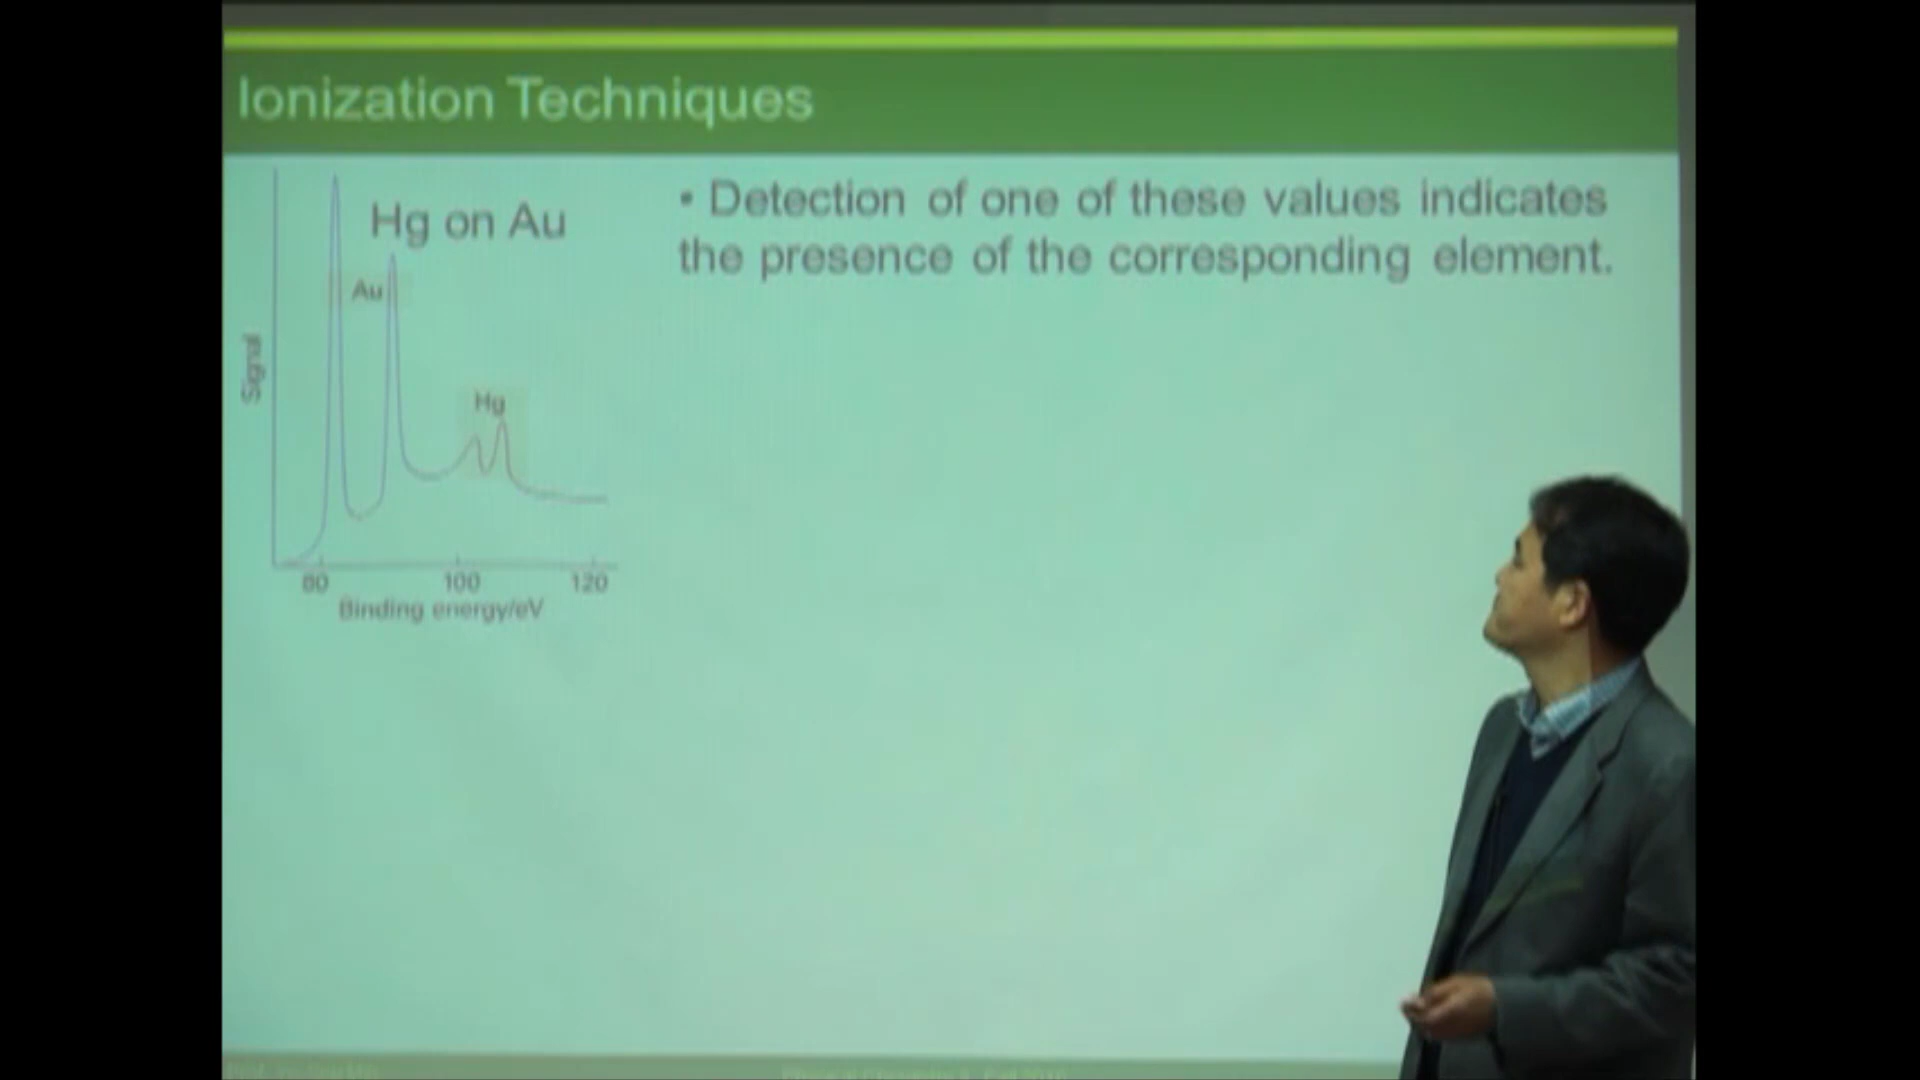 Ionization Techniques
Hg on Au
• Detection of one of these values indicates
the presence of the corresponding element.
Au
Hg
Signal
80 100 120
Binding energy/eV